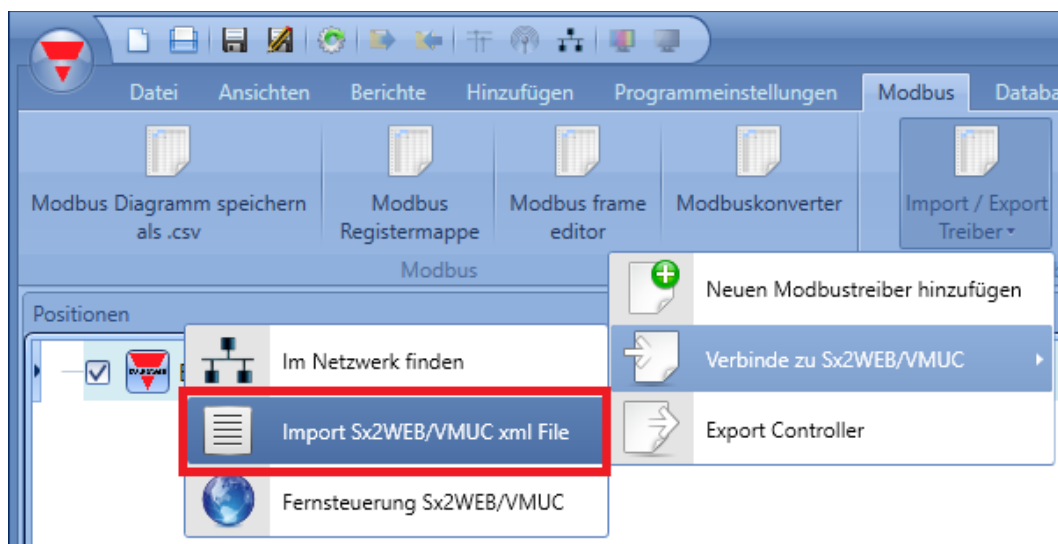 Datei Ansichten Berichte Hinzufügen Programmeinstellungen Modbus Databa
Modbus Diagramm speichern
als .csv
Modbus
Registermappe
Modbus frame
editor
Modbuskonverter
Import / Export
Treiber
Modbus
Positionen
Neuen Modbustreiber hinzufügen
Verbinde zu Sx2WEB/VMUC
Export Controller
Im Netzwerk finden
Import Sx2WEB/VMUC xml File
Fernsteuerung Sx2WEB/VMUC